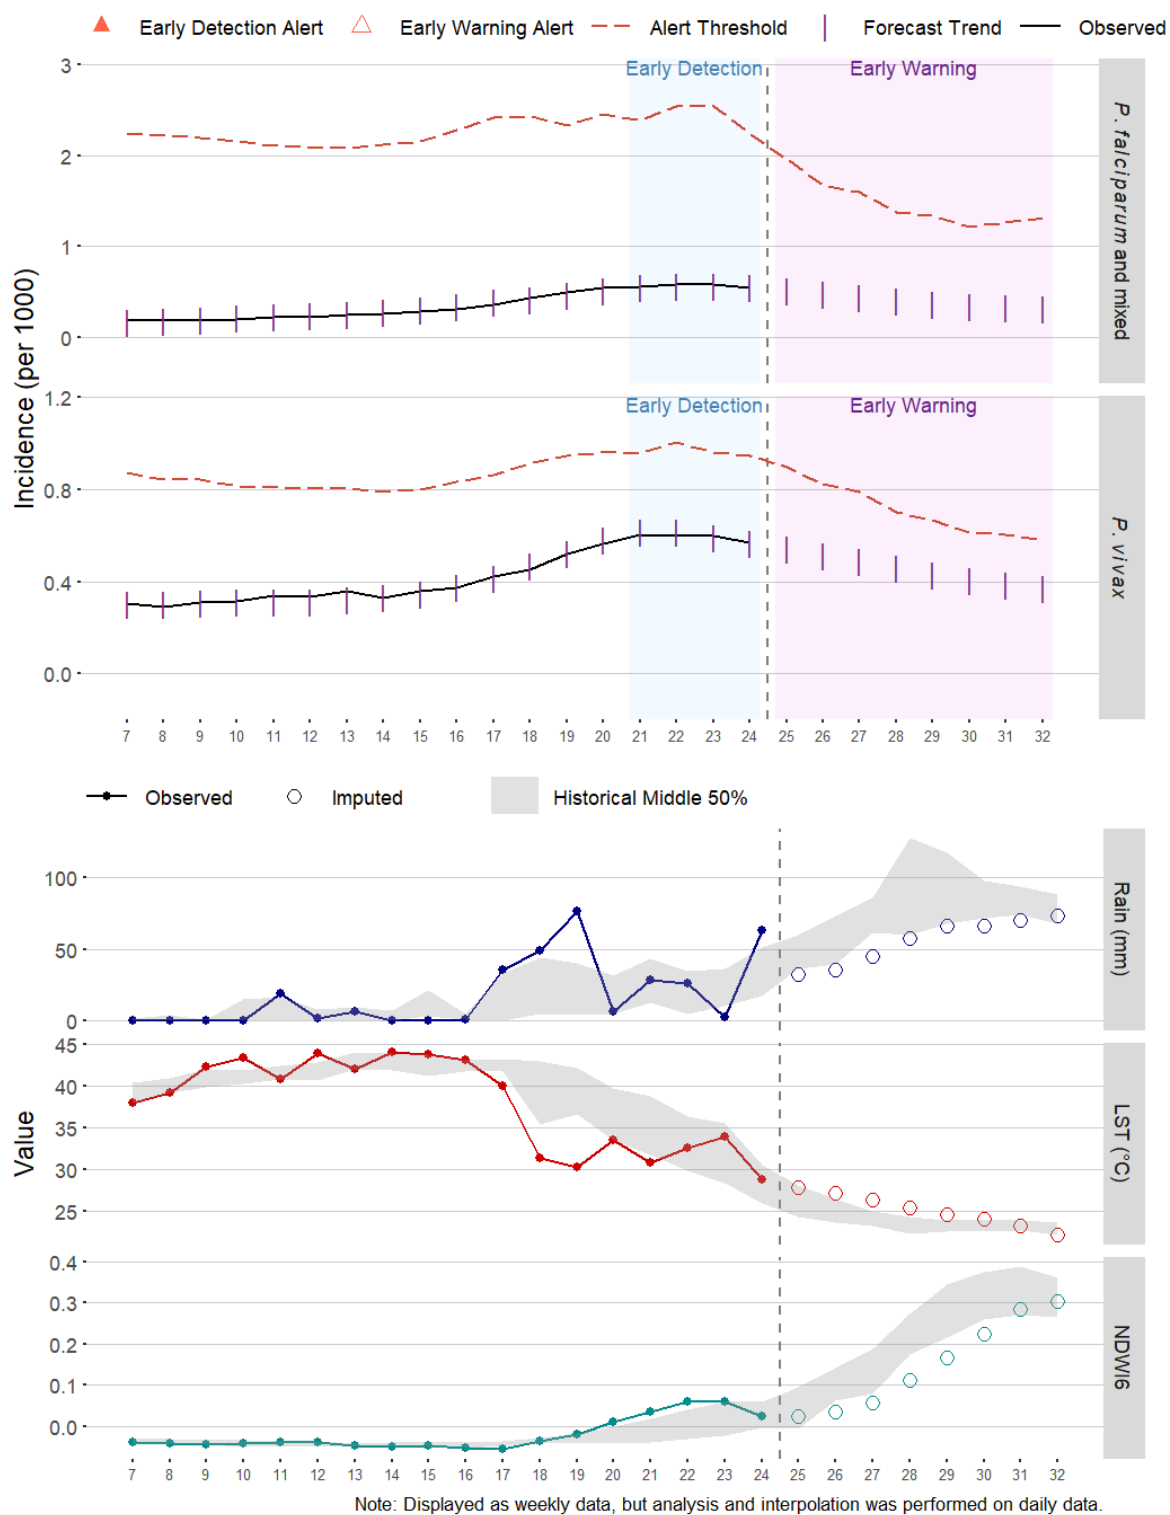 Early Detection Alert Early Warning Alert Alert Threshold Forecast Trend Observed
Incidence (per 1000)
3
2
1
0
Early Detection Early Warning
P. falciparum and mixed
1.2
0.8
0.4
0.0
Early Detection Early Warning
P. vivax
7 8 9 10 11 12 13 14 15 16 17 18 19 20 21 22 23 24 25 26 27 28 29 30 31 32
Observed Imputed Historical Middle 50%
Value
100
50
0
Rain (mm)
45
40
35
30
25
LST (°C)
0.4
0.3
0.2
0.1
0.0
NDWI6
7 8 9 10 11 12 13 14 15 16 17 18 19 20 21 22 23 24 25 26 27 28 29 30 31 32
Note: Displayed as weekly data, but analysis and interpolation was performed on daily data.